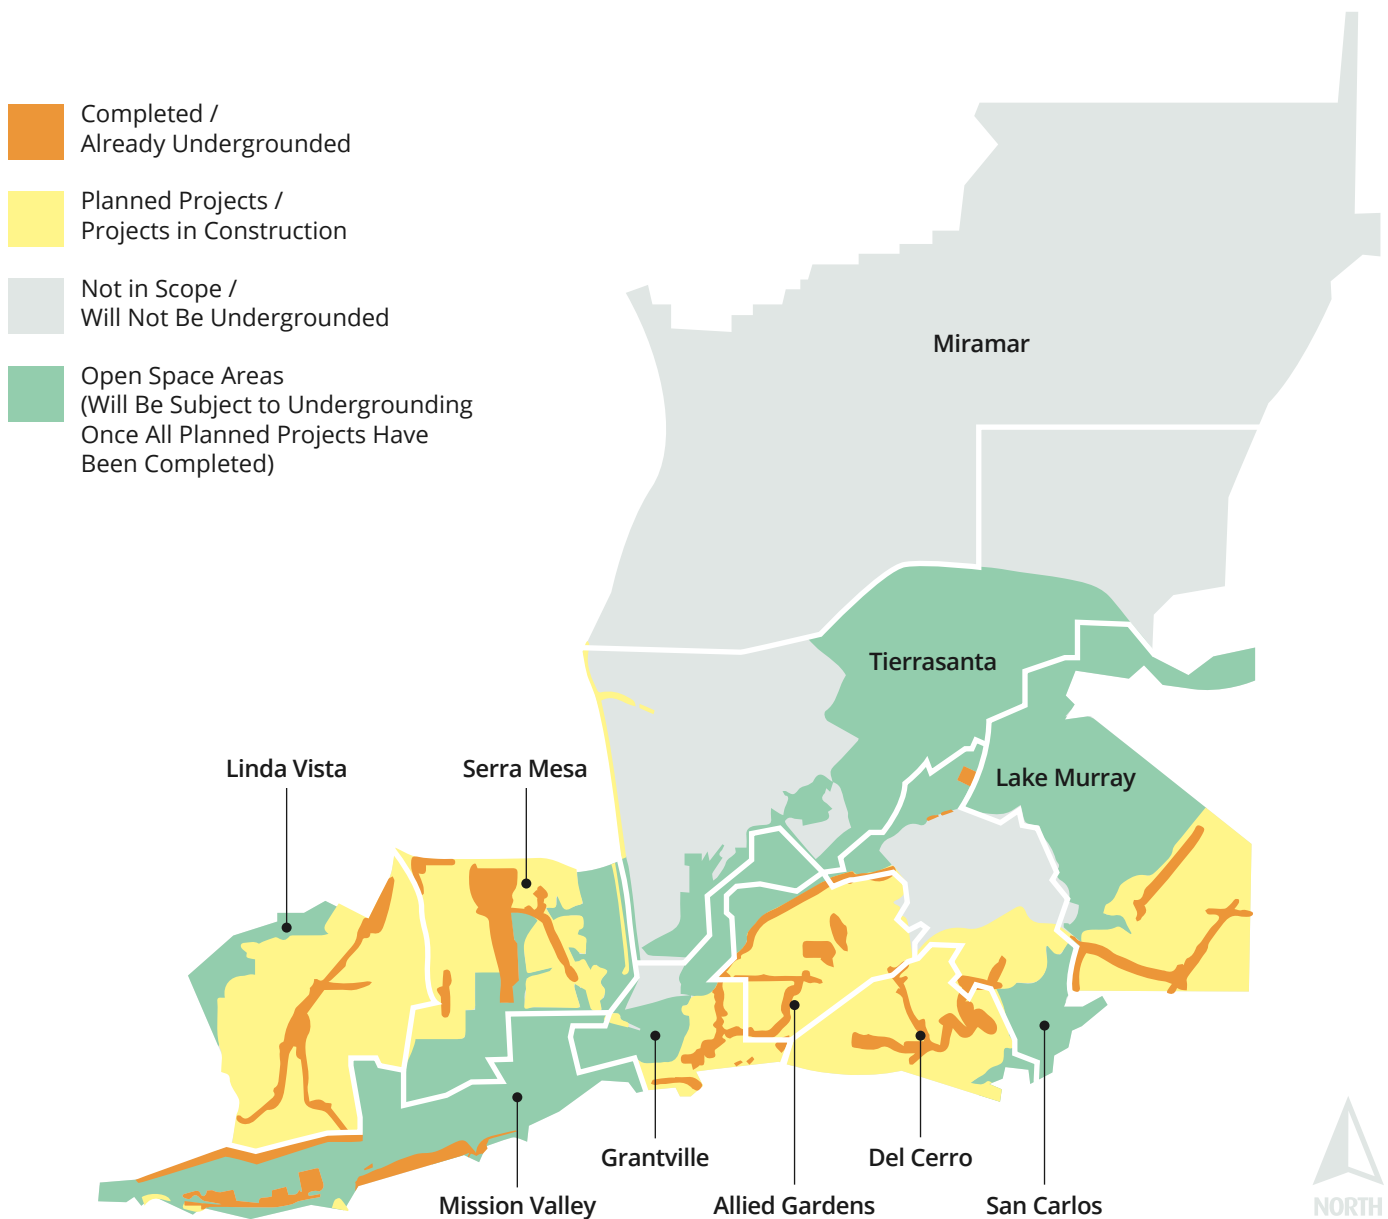 Completed /
Already Undergrounded
Planned Projects /
Projects in Construction
Not in Scope /
Will Not Be Undergrounded
Open Space Areas
(Will Be Subject to Undergrounding
Once All Planned Projects Have
Been Completed)
Miramar
Tierrasanta
Lake Murray
Linda Vista
Serra Mesa
Grantville
Del Cerro
Mission Valley
Allied Gardens
San Carlos
NORTH